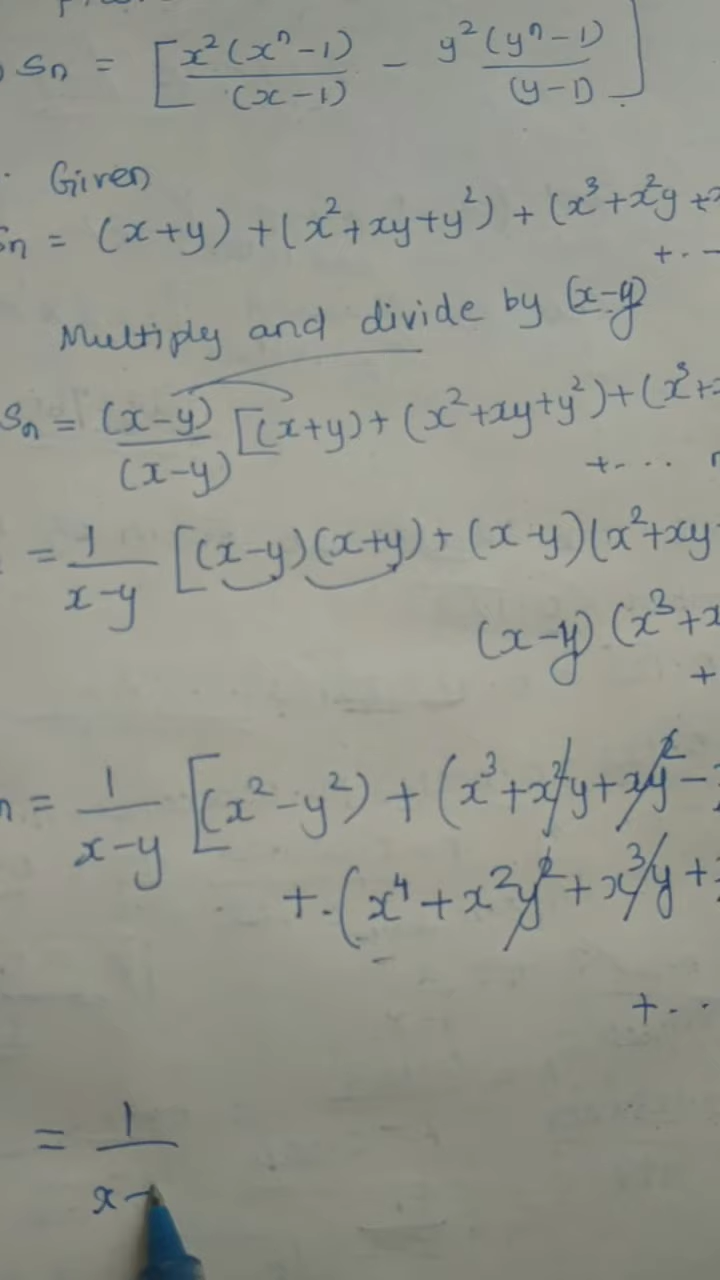 Sn = [x²(xⁿ-1)/(x-1) - y²(yⁿ-1)/(y-1)]
Given
Sn = (x+y) + (x²+xy+y²) + (x³+x²y+
+..
Multiply and divide by (x-y)
Sn = (x-y)/(x-y) [(x+y) + (x²+xy+y²) + (x³+
+....
= 1/(x-y) [(x-y)(x+y) + (x-y)(x²+xy
(x-y)(x³+x
+
n = 1/(x-y) [(x²-y²) + (x³+x²y+xy²-
+.(x⁴+x²y²+x³y+
+..
= 1/x-